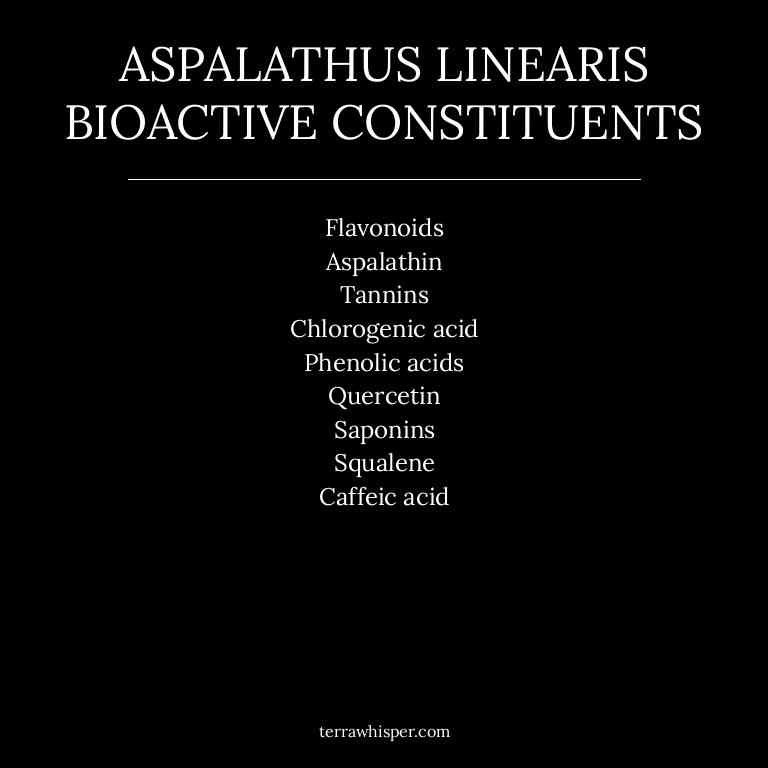 ASPALATHUS LINEARIS
BIOACTIVE CONSTITUENTS
Flavonoids
Aspalathin
Tannins
Chlorogenic acid
Phenolic acids
Quercetin
Saponins
Squalene
Caffeic acid
terrawhisper.com